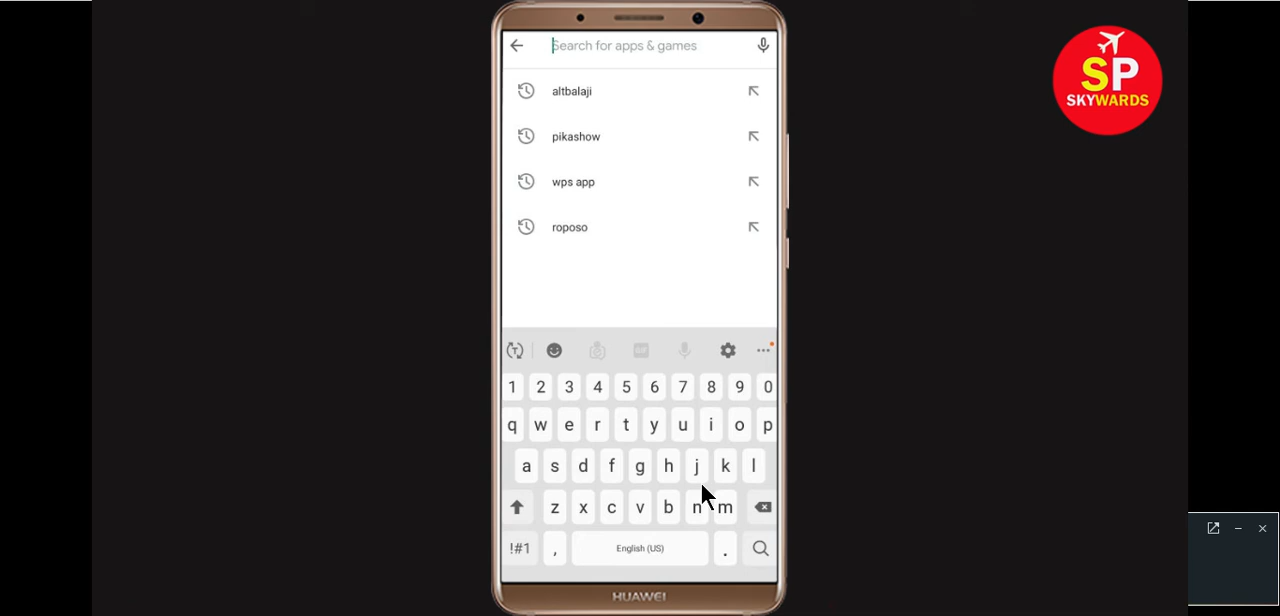 Search for apps & games
SP
SKYWARDS
altbalaji
pikashow
wps app
roposo
GIF
1 2 3 4 5 6 7 8 9 0
q w e r t y u i o p
a s d f g h j k l
z x c v b n m
!#1 , English (US) .
HUAWEI